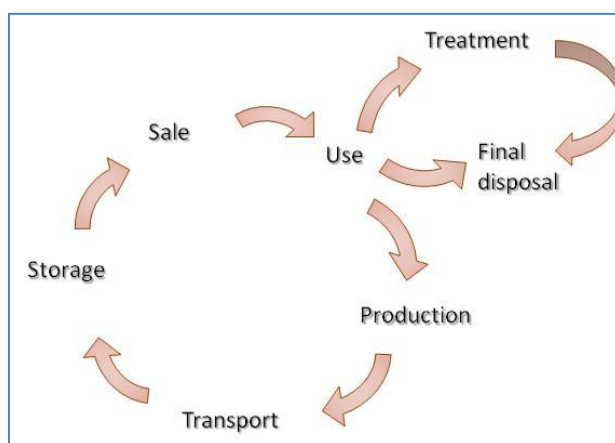 Treatment
Sale
Use
Final
disposal
Storage
Production
Transport